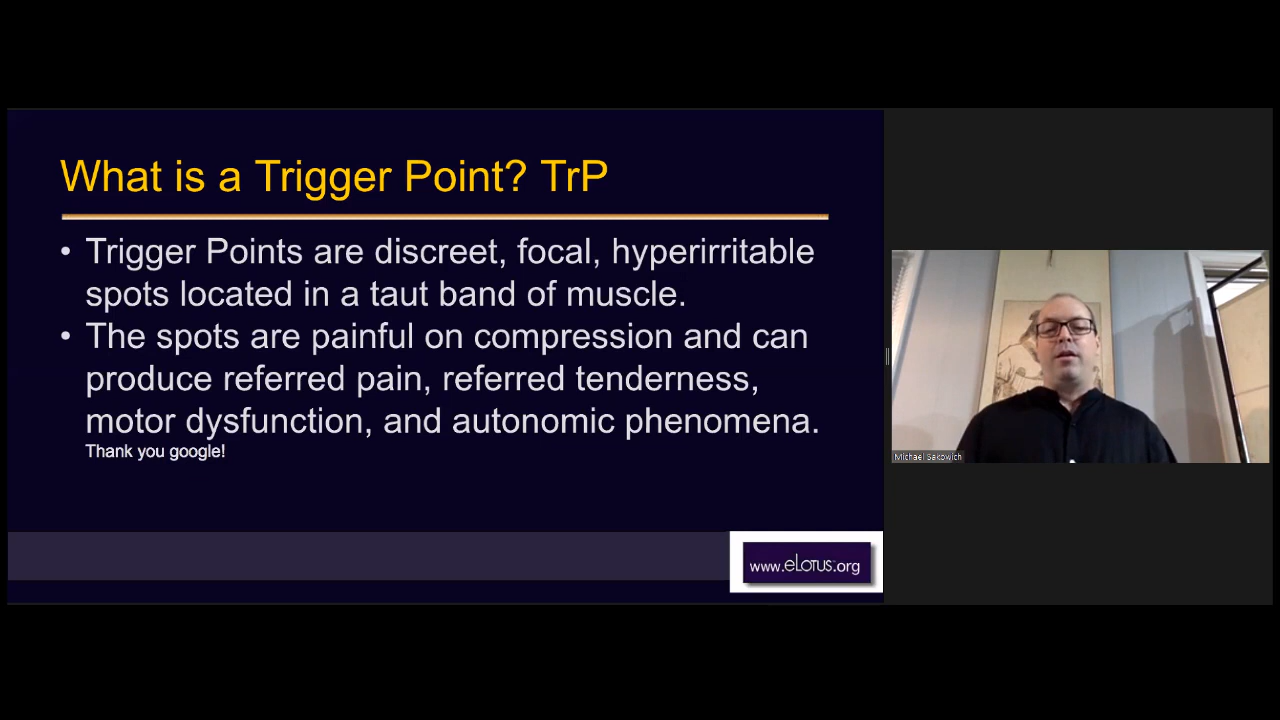 What is a Trigger Point? TrP
• Trigger Points are discreet, focal, hyperirritable
spots located in a taut band of muscle.
• The spots are painful on compression and can
produce referred pain, referred tenderness,
motor dysfunction, and autonomic phenomena.
Thank you google!
www.eLotus.org
Michael Sakowich